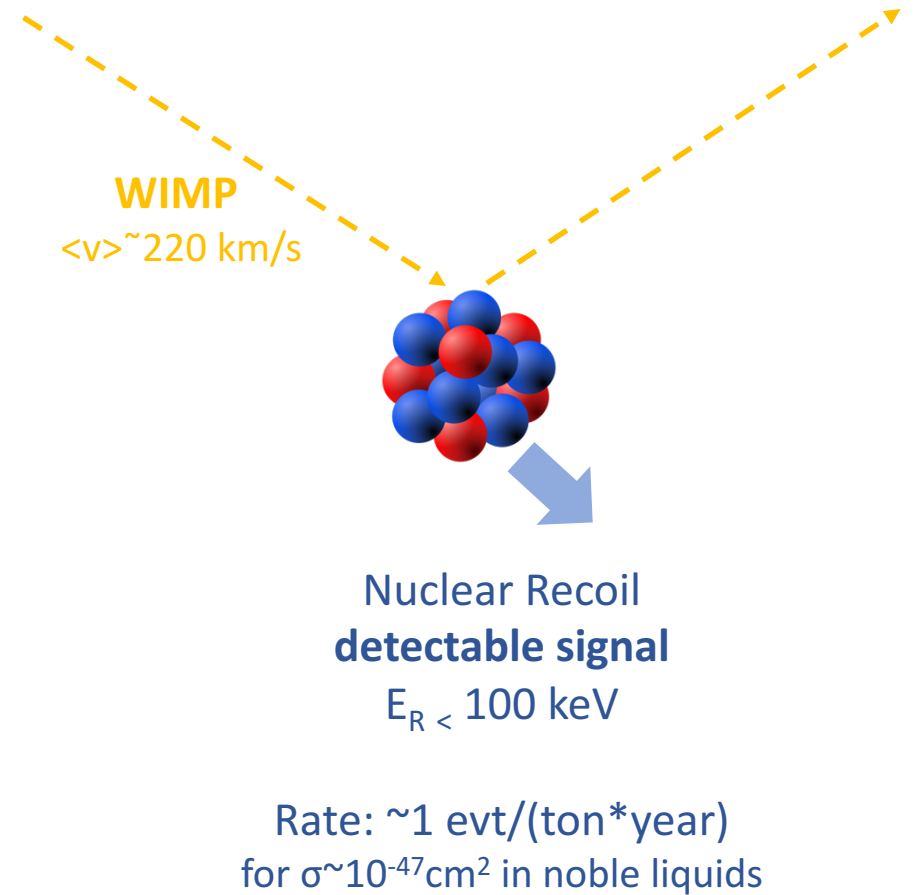 WIMP
<v>~220 km/s
Nuclear Recoil
detectable signal
E_R < 100 keV
Rate: ~1 evt/(ton*year)
for σ~10⁻⁴⁷cm² in noble liquids